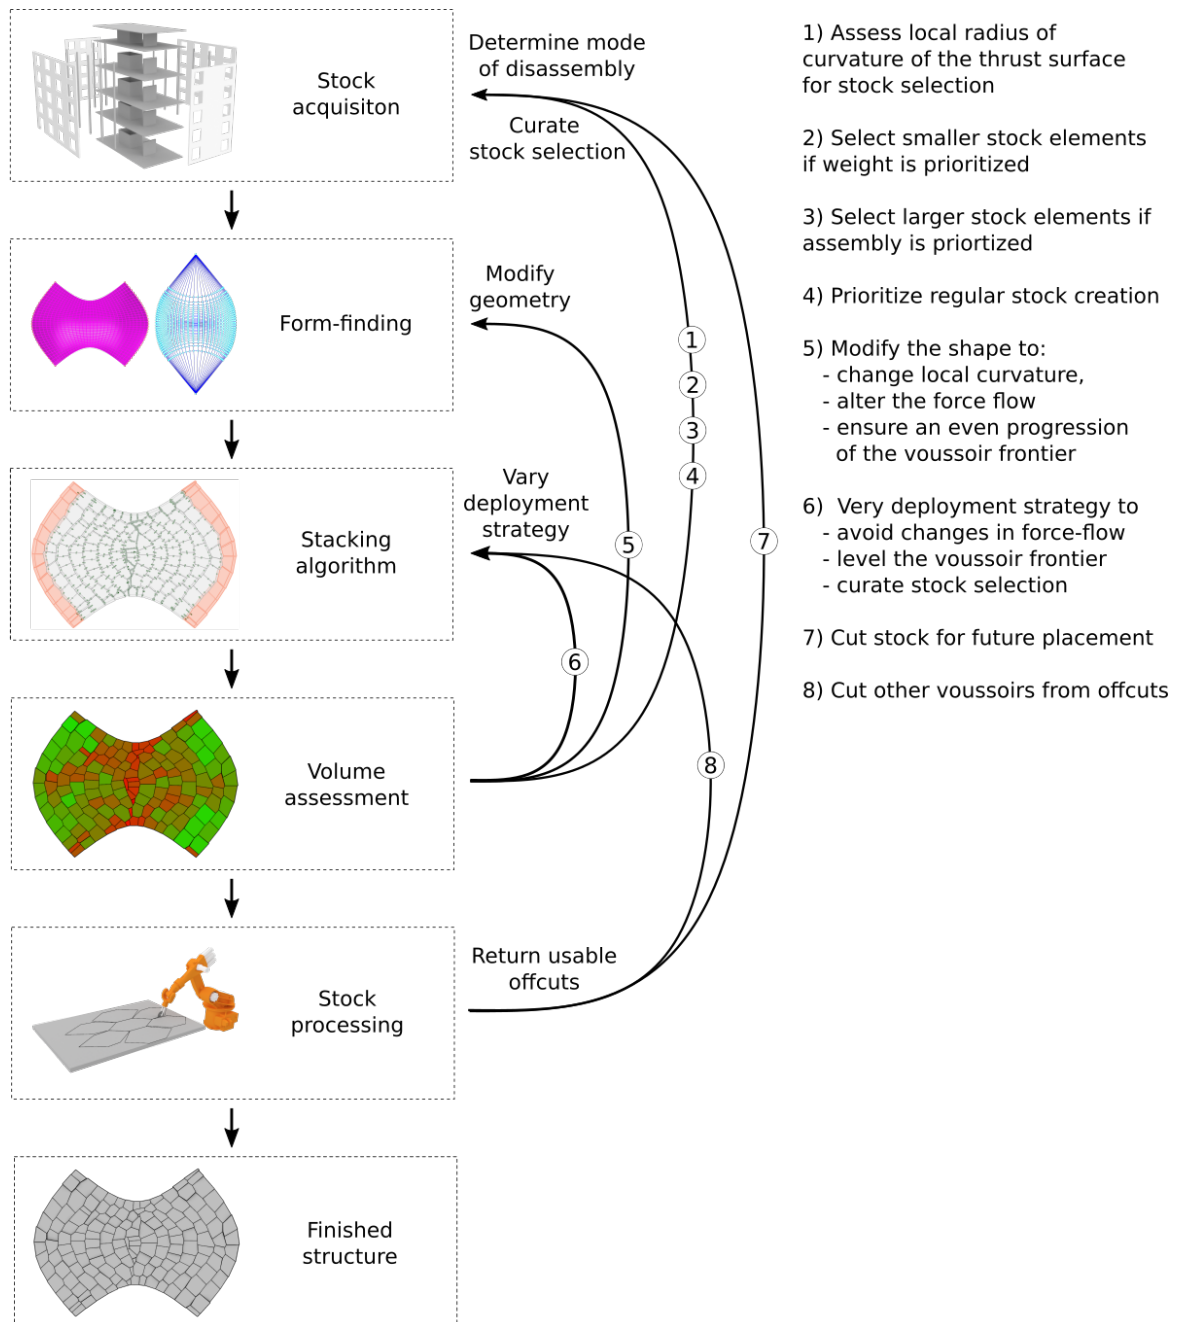 Stock
acquisiton
Determine mode
of disassembly
Curate
stock selection
Form-finding
Modify
geometry
Stacking
algorithm
Vary
deployment
strategy
Volume
assessment
Stock
processing
Return usable
offcuts
Finished
structure
1
2
3
4
5
7
6
8
1) Assess local radius of
curvature of the thrust surface
for stock selection
2) Select smaller stock elements
if weight is prioritized
3) Select larger stock elements if
assembly is priortized
4) Prioritize regular stock creation
5) Modify the shape to:
- change local curvature,
- alter the force flow
- ensure an even progression
of the voussoir frontier
6) Very deployment strategy to
- avoid changes in force-flow
- level the voussoir frontier
- curate stock selection
7) Cut stock for future placement
8) Cut other voussoirs from offcuts